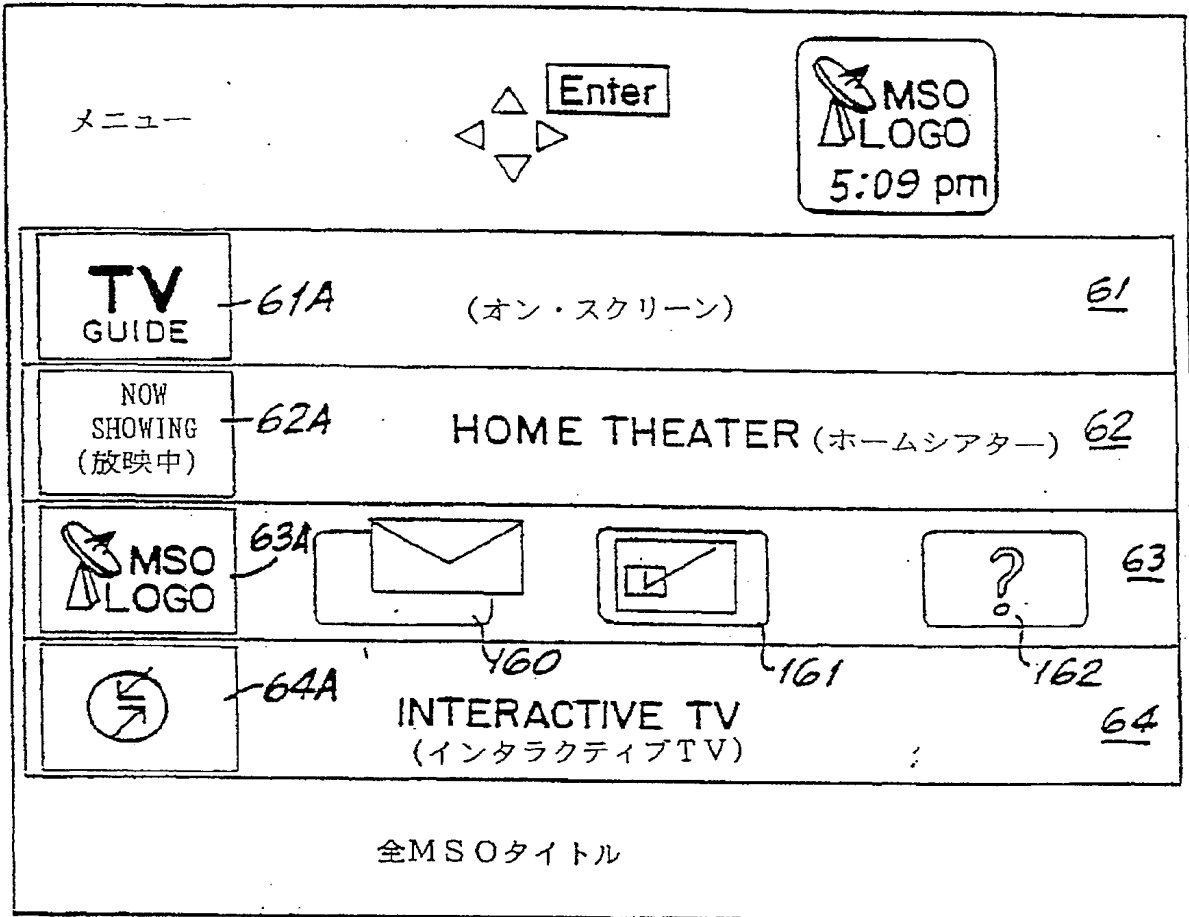 メニュー
Enter
MSO
LOGO
5:09 pm
TV
GUIDE
61A
(オン・スクリーン)
61
NOW
SHOWING
(放映中)
62A
HOME THEATER (ホームシアター)
62
MSO
LOGO
63A
?
63
160
161
162
64A
INTERACTIVE TV
(インタラクティブTV)
64
全MSOタイトル